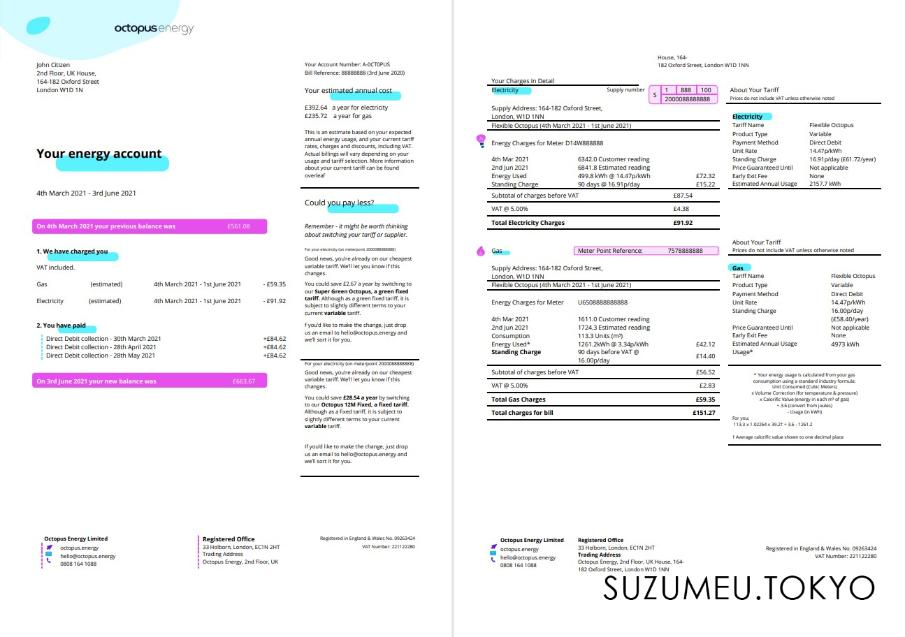 octopusenergy
John Citizen
2nd Floor, UK House,
164-182 Oxford Street
London W1D 1N
Your energy account
4th March 2021 - 3rd June 2021
On 4th March 2021 your previous balance was £561.08
1. We have charged you
VAT included.
Gas (estimated) 4th March 2021 - 1st June 2021 - £59.35
Electricity (estimated) 4th March 2021 - 1st June 2021 - £91.92
2. You have paid
Direct Debit collection - 30th March 2021 +£84.62
Direct Debit collection - 28th April 2021 +£84.62
Direct Debit collection - 28th May 2021 +£84.62
On 3rd June 2021 your new balance was £663.67
Your Account Number: A-OCT0PUS
Bill Reference: 88888888 (3rd June 2020)
Your estimated annual cost
£392.64 a year for electricity
£235.72 a year for gas
This is an estimate based on your expected
annual energy usage, and your current tariff
rates, charges and discounts, including VAT.
Actual billings will vary depending on your
usage and tariff selection. More information
about your current tariff can be found
overleaf
Could you pay less?
Remember - it might be worth thinking
about switching your tariff or supplier.
For your electricity (on meterpoint 2000008888888)
Good news, you're already on our cheapest
variable tariff. We'll let you know if this
changes.
You could save £2.67 a year by switching to
our Super Green Octopus, a green fixed
tariff. Although as a green fixed tariff, it is
subject to slightly different terms to your
current variable tariff.
f you'd like to make the change, just drop
us an email to hello@octopus.energy and
we'll sort it for you.
For your electricity (on meterpoint 2000008888888)
Good news, you're already on our cheapest
variable tariff. We'll let you know if this
changes.
You could save £28.54 a year by switching
to our Octopus 12M Fixed, a fixed tariff.
Although as a fixed tariff, it is subject to
slightly different terms to your current
variable tariff.
If you'd like to make the change, just drop
us an email to hello@octopus.energy and
we'll sort it for you.
Octopus Energy Limited
octopus.energy
hello@octopus.energy
0808 164 1088
Registered Office
33 Holborn, London, EC1N 2HT
Trading Address
Octopus Energy, 2nd Floor, UK
Registered in England & Wales No. 09263424
VAT Number: 221122280
House, 164-
182 Oxford Street, London W1D 1NN
Your Charges In Detail
Electricity Supply number S 1 888 100
2000088888888
Supply Address: 164-182 Oxford Street,
London, W1D 1NN
Flexible Octopus (4th March 2021 - 1st June 2021)
Energy Charges for Meter D14W888888
4th Mar 2021 6342.0 Customer reading
2nd Jun 2021 6841.8 Estimated reading
Energy Used 499.8 kWh @ 14.47p/kWh £72.32
Standing Charge 90 days @ 16.91p/day £15.22
Subtotal of charges before VAT £87.54
VAT @ 5.00% £4.38
Total Electricity Charges £91.92
Gas Meter Point Reference: 7578888888
Supply Address: 164-182 Oxford Street,
London, W1D 1NN
Flexible Octopus (4th March 2021 - 1st June 2021)
Energy Charges for Meter U6508888888888
4th Mar 2021 1611.0 Customer reading
2nd Jun 2021 1724.3 Estimated reading
Consumption 113.3 Units (m³)
Energy Used* 1261.2kWh @ 3.34p/kWh £42.12
Standing Charge 90 days before VAT @
16.00p/day £14.40
Subtotal of charges before VAT £56.52
VAT @ 5.00% £2.83
Total Gas Charges £59.35
Total charges for bill £151.27
About Your Tariff
Prices do not include VAT unless otherwise noted
Electricity
Tariff Name Flexible Octopus
Product Type Variable
Unit Rate 14.47p/kWh
Standing Charge 16.91p/day (£61.72/year)
Price Guaranteed Until Not applicable
Early Exit Fee None
Estimated Annual Usage 2157.7 kWh
About Your Tariff
Prices do not include VAT unless otherwise noted
Gas
Tariff Name Flexible Octopus
Payment Method Direct Debit
Unit Rate 14.47p/kWh
Standing Charge 16.00p/day
(£58.40/year)
Price Guaranteed Until Not applicable
Early Exit Fee None
Estimated Annual 4973 kWh
Usage*
* Your energy usage is calculated from your gas
consumption using a standard industry formula:
Unit Consumed (Cubic Meters)
x Volume Correction (for temperature & pressure)
x Calorific Value (energy in each m³ of gas)
÷ 3.6 (convert from Joules)
- Usage (in kWh)
For you,
113.3 x 1.02264 x 39.2† ÷ 3.6 - 1261.2
† Average calorific value shown to one decimal place
Octopus Energy Limited
octopus.energy
hello@octopus.energy
0808 164 1088
Registered Office
33 Holborn, London, EC1N 2HT
Trading Address
Octopus Energy, 2nd Floor, UK House, 164-
182 Oxford Street, London W1D 1NN
Registered in England & Wales No. 09263424
VAT Number: 221122280
SUZUMEU.TOKYO